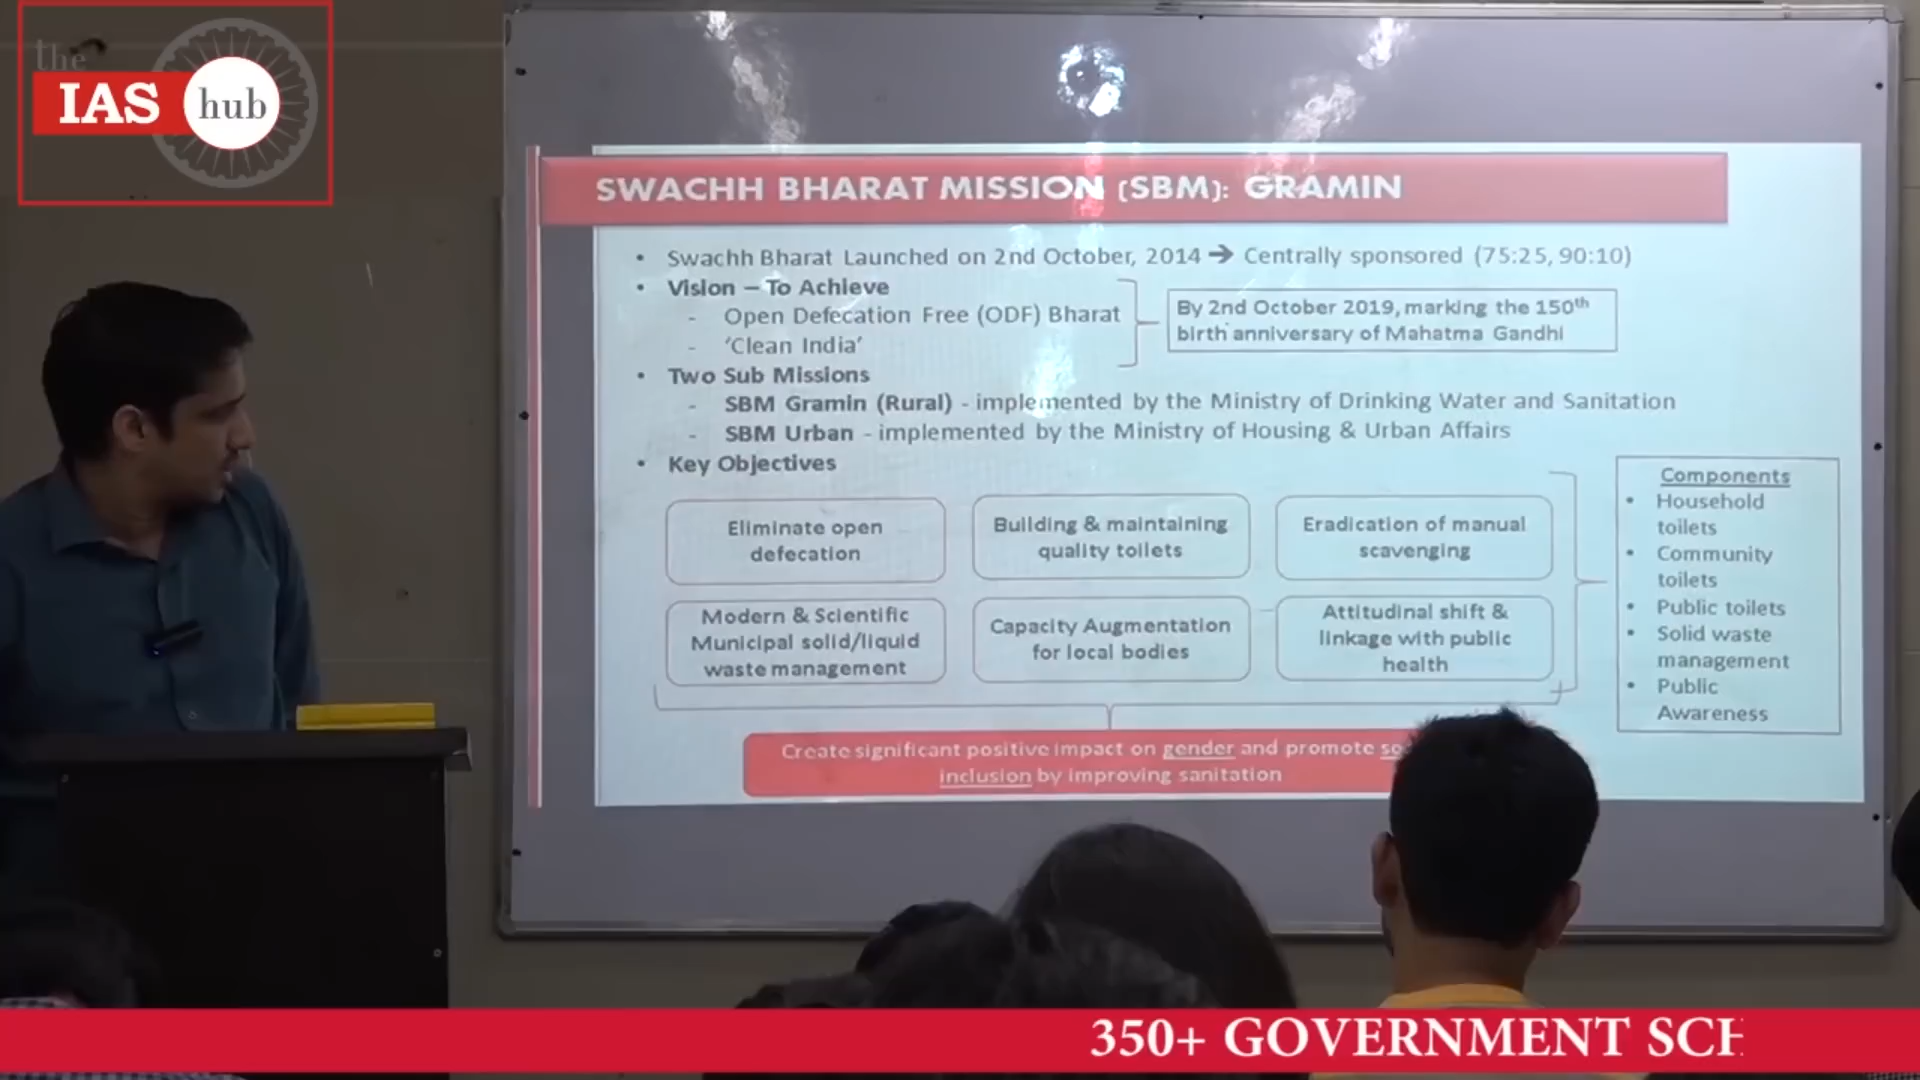 the
IAS hub
SWACHH BHARAT MISSION (SBM): GRAMIN
• Swachh Bharat Launched on 2nd October, 2014 ➔ Centrally sponsored (75:25, 90:10)
• Vision – To Achieve
- Open Defecation Free (ODF) Bharat
- ‘Clean India’
By 2nd October 2019, marking the 150th
birth anniversary of Mahatma Gandhi
• Two Sub Missions
- SBM Gramin (Rural) - implemented by the Ministry of Drinking Water and Sanitation
- SBM Urban - implemented by the Ministry of Housing & Urban Affairs
• Key Objectives
Eliminate open
defecation
Building & maintaining
quality toilets
Eradication of manual
scavenging
Modern & Scientific
Municipal solid/liquid
waste management
Capacity Augmentation
for local bodies
Attitudinal shift &
linkage with public
health
Components
• Household
toilets
• Community
toilets
• Public toilets
• Solid waste
management
• Public
Awareness
Create significant positive impact on gender and promote
inclusion by improving sanitation
350+ GOVERNMENT SCH